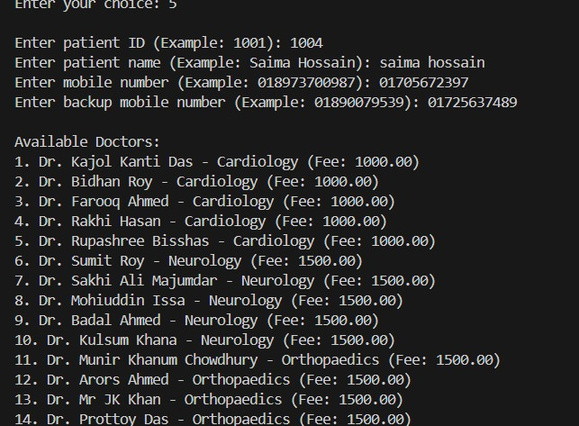 Enter your choice: 5
Enter patient ID (Example: 1001): 1004
Enter patient name (Example: Saima Hossain): saima hossain
Enter mobile number (Example: 018973700987): 01705672397
Enter backup mobile number (Example: 01890079539): 01725637489
Available Doctors:
1. Dr. Kajol Kanti Das - Cardiology (Fee: 1000.00)
2. Dr. Bidhan Roy - Cardiology (Fee: 1000.00)
3. Dr. Farooq Ahmed - Cardiology (Fee: 1000.00)
4. Dr. Rakhi Hasan - Cardiology (Fee: 1000.00)
5. Dr. Rupashree Bisshas - Cardiology (Fee: 1000.00)
6. Dr. Sumit Roy - Neurology (Fee: 1500.00)
7. Dr. Sakhi Ali Majumdar - Neurology (Fee: 1500.00)
8. Dr. Mohiuddin Issa - Neurology (Fee: 1500.00)
9. Dr. Badal Ahmed - Neurology (Fee: 1500.00)
10. Dr. Kulsum Khana - Neurology (Fee: 1500.00)
11. Dr. Munir Khanum Chowdhury - Orthopaedics (Fee: 1500.00)
12. Dr. Arors Ahmed - Orthopaedics (Fee: 1500.00)
13. Dr. Mr JK Khan - Orthopaedics (Fee: 1500.00)
14. Dr. Prottoy Das - Orthopaedics (Fee: 1500.00)